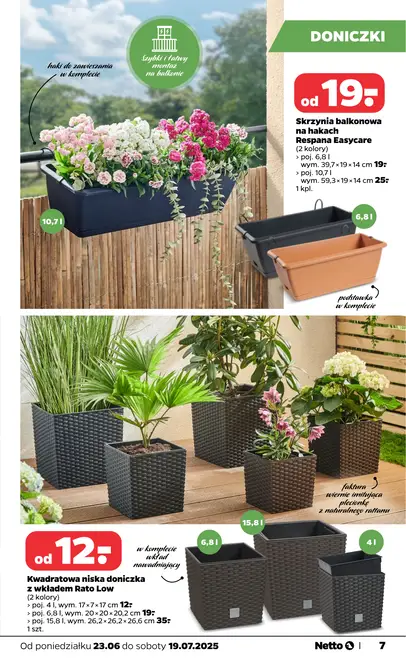 DONICZKI
haki do zawieszania
w komplecie
Szybki i łatwy
montaż
na balkonie
od 19.-
Skrzynia balkonowa
na hakach
Respana Easycare
(2 kolory)
› poj. 6,8 l
wym. 39,7×19×14 cm 19.-
› poj. 10,7 l
wym. 59,3×19×14 cm 25.-
1 kpl.
10,7 l
6,8 l
podstawka
w komplecie
faktura
wiernie imitująca
plecionkę
z naturalnego rattanu
od 12.-
w komplecie
wkład
nawadniający
6,8 l
15,8 l
4 l
Kwadratowa niska doniczka
z wkładem Rato Low
(2 kolory)
› poj. 4 l, wym. 17×7×17 cm 12.-
› poj. 6,8 l, wym. 20×20×20,2 cm 19.-
› poj. 15,8 l, wym. 26,2×26,2×26,6 cm 35.-
1 szt.
Od poniedziałku 23.06 do soboty 19.07.2025
Netto | 7